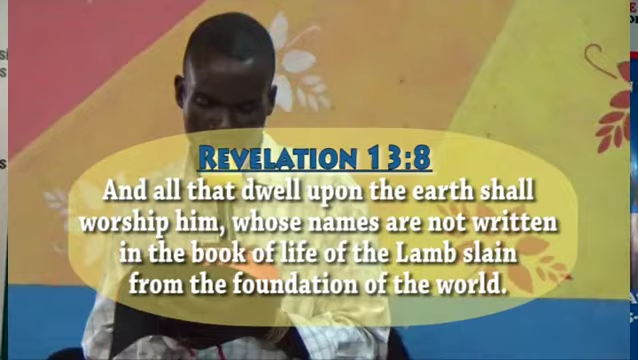 REVELATION 13:8
And all that dwell upon the earth shall
worship him, whose names are not written
in the book of life of the Lamb slain
from the foundation of the world.